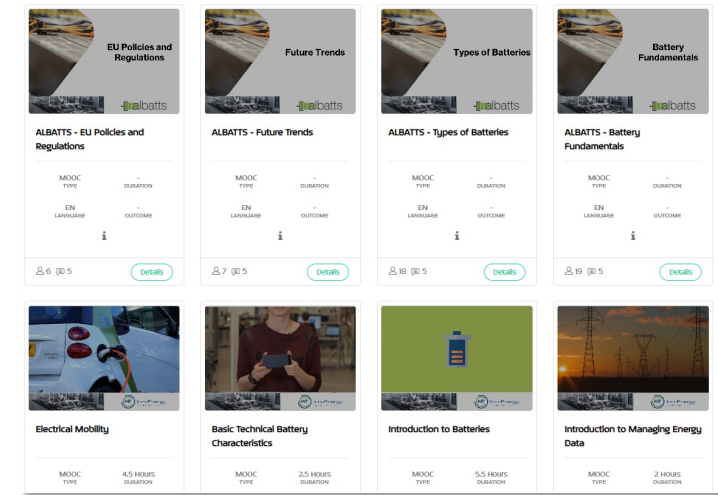 EU Policies and
Regulations
albatts
Future Trends
albatts
Types of Batteries
albatts
Battery
Fundamentals
albatts
ALBATTS - EU Policies and
Regulations
ALBATTS - Future Trends
ALBATTS - Types of Batteries
ALBATTS - Battery
Fundamentals
MOOC - MOOC - MOOC - MOOC -
TYPE DURATION TYPE DURATION TYPE DURATION TYPE DURATION
EN - EN - EN - EN -
LANGUAGE OUTCOME LANGUAGE OUTCOME LANGUAGE OUTCOME LANGUAGE OUTCOME
i i i i
6 5 Details 7 5 Details 18 5 Details 19 5 Details
InnoEnergy InnoEnergy InnoEnergy
Electrical Mobility
Basic Technical Battery
Characteristics
Introduction to Batteries
Introduction to Managing Energy
Data
MOOC 4.5 Hours MOOC 2.5 Hours MOOC 5.5 Hours MOOC 2 Hours
TYPE DURATION TYPE DURATION TYPE DURATION TYPE DURATION